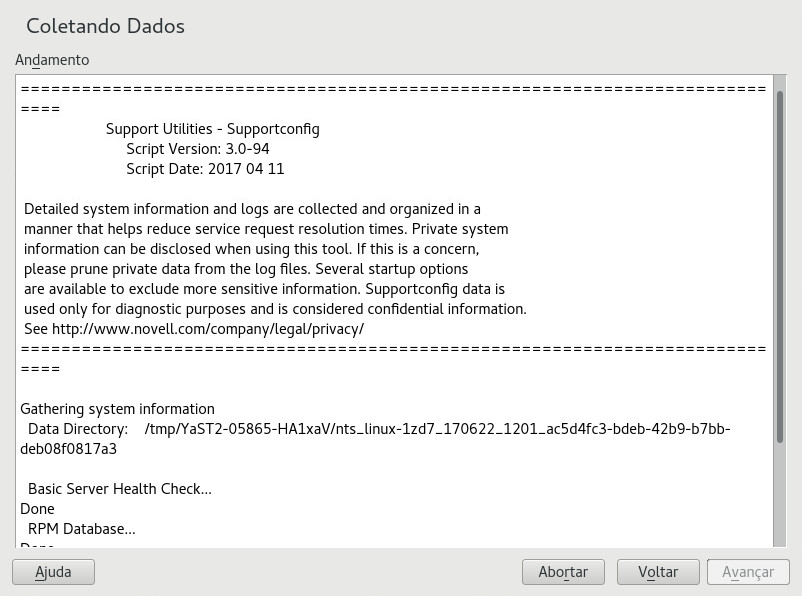 Coletando Dados
Andamento
=========================================================================
====
Support Utilities - Supportconfig
Script Version: 3.0-94
Script Date: 2017 04 11
Detailed system information and logs are collected and organized in a
manner that helps reduce service request resolution times. Private system
information can be disclosed when using this tool. If this is a concern,
please prune private data from the log files. Several startup options
are available to exclude more sensitive information. Supportconfig data is
used only for diagnostic purposes and is considered confidential information.
See http://www.novell.com/company/legal/privacy/
=========================================================================
====
Gathering system information
Data Directory: /tmp/YaST2-05865-HA1xaV/nts_linux-1zd7_170622_1201_ac5d4fc3-bdeb-42b9-b7bb-
deb08f0817a3
Basic Server Health Check...
Done
RPM Database...
Done
Ajuda Abortar Voltar Avançar